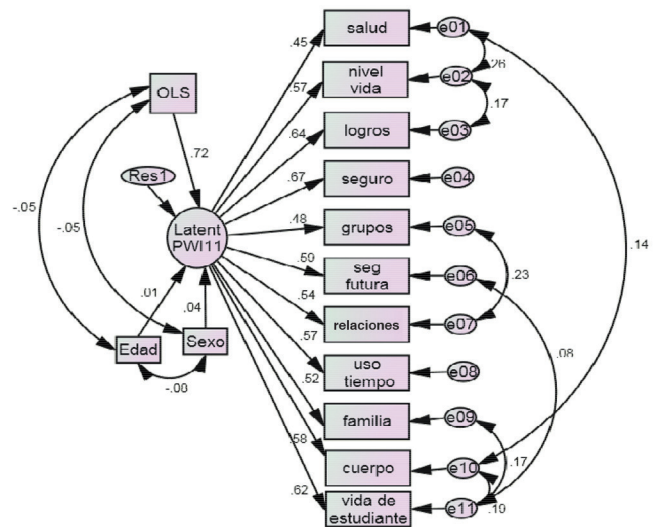 salud
e01
.45
.26
OLS
nivel
vida
e02
.57
.17
logros
e03
.64
.72
Res1
seguro
e04
.67
Latent
PWI11
grupos
e05
.48
-.05
-.05
.14
seg
futura
e06
.59
.23
.01
.04
relaciones
e07
.54
Edad
Sexo
.57
uso
tiempo
e08
.08
-.00
.52
familia
e09
.58
cuerpo
e10
.17
.62
vida de
estudiante
e11